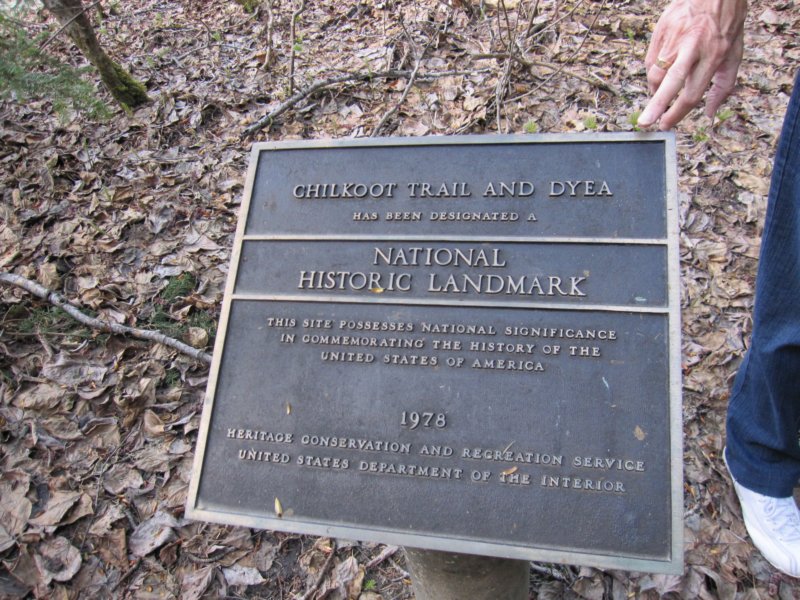 CHILKOOT TRAIL AND DYEA
HAS BEEN DESIGNATED A
NATIONAL
HISTORIC LANDMARK
THIS SITE POSSESSES NATIONAL SIGNIFICANCE
IN COMMEMORATING THE HISTORY OF THE
UNITED STATES OF AMERICA
1978
HERITAGE CONSERVATION AND RECREATION SERVICE
UNITED STATES DEPARTMENT OF THE INTERIOR